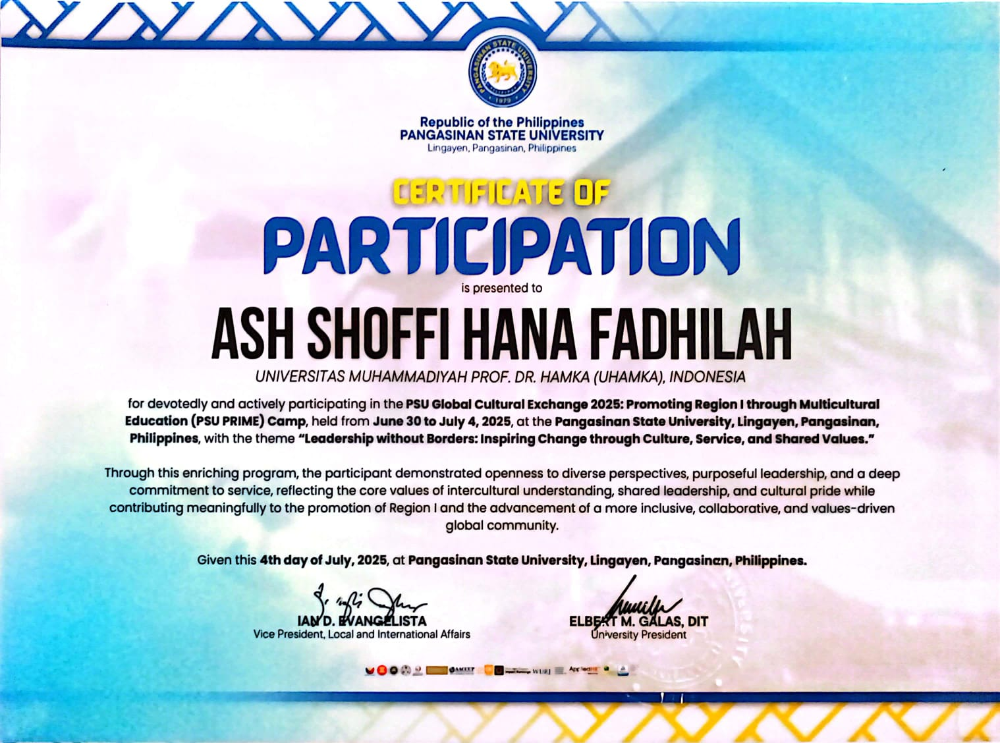 PANGASINAN STATE UNIVERSITY
1979
Republic of the Philippines
PANGASINAN STATE UNIVERSITY
Lingayen, Pangasinan, Philippines
CERTIFICATE OF
PARTICIPATION
is presented to
ASH SHOFFI HANA FADHILAH
UNIVERSITAS MUHAMMADIYAH PROF. DR. HAMKA (UHAMKA), INDONESIA
for devotedly and actively participating in the PSU Global Cultural Exchange 2025: Promoting Region I through Multicultural
Education (PSU PRIME) Camp, held from June 30 to July 4, 2025, at the Pangasinan State University, Lingayen, Pangasinan,
Philippines, with the theme “Leadership without Borders: Inspiring Change through Culture, Service, and Shared Values.”
Through this enriching program, the participant demonstrated openness to diverse perspectives, purposeful leadership, and a deep
commitment to service, reflecting the core values of intercultural understanding, shared leadership, and cultural pride while
contributing meaningfully to the promotion of Region I and the advancement of a more inclusive, collaborative, and values-driven
global community.
Given this 4th day of July, 2025, at Pangasinan State University, Lingayen, Pangasinan, Philippines.
IAN D. EVANGELISTA
Vice President, Local and International Affairs
ELBERT M. GALAS, DIT
University President
AACCUP
WURI